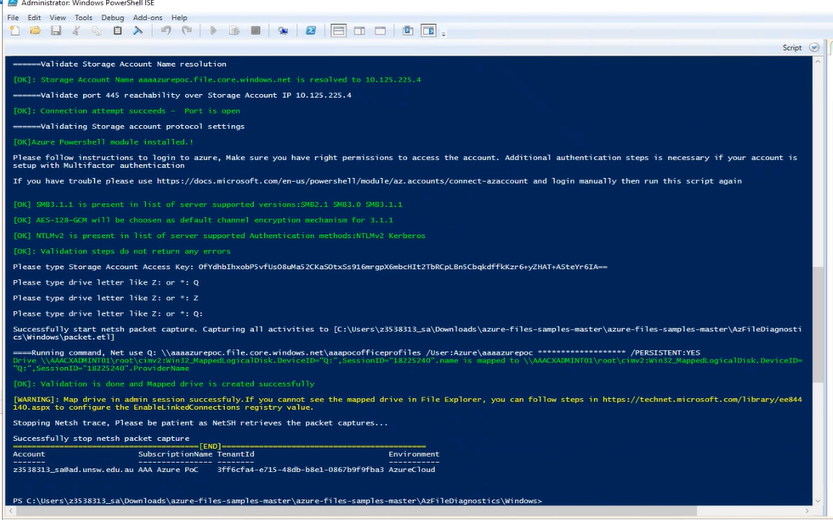 Administrator: Windows PowerShell ISE
File Edit View Tools Debug Add-ons Help
Script
======Validate Storage Account Name resolution
[OK]: Storage Account Name aaaazurepoc.file.core.windows.net is resolved to 10.125.225.4
======Validate port 445 reachability over Storage Account IP 10.125.225.4
[OK]: Connection attempt succeeds - Port is open
======Validating Storage account protocol settings
[OK]Azure Powershell module installed.!
Please follow instructions to login to azure, Make sure you have right permissions to access the account. Additional authentication steps is necessary if your account is
setup with Multifactor authentication
If you have trouble please use https://docs.microsoft.com/en-us/powershell/module/az.accounts/connect-azaccount and login manually then run this script again
[OK] SMB3.1.1 is present in list of server supported versions:SMB2.1 SMB3.0 SMB3.1.1
[OK] AES-128-GCM will be choosen as default channel encryption mechanism for 3.1.1
[OK] NTLMv2 is present in list of server supported Authentication methods:NTLMv2 Kerberos
[OK]: Validation steps do not return any errors
Please type Storage Account Access Key:
Please type drive letter like Z: or *: Q
Please type drive letter like Z: or *: Z
Please type drive letter like Z: or *: Q:
Successfully start netsh packet capture. Capturing all activities to [C:\Users\z3538313_sa\Downloads\azure-files-samples-master\azure-files-samples-master\AzFileDiagnosti
cs\Windows\packet.etl]
====Running command, Net use Q: \\aaaazurepoc.file.core.windows.net\aaapocofficeprofiles /User:Azure\aaaazurepoc ******************* /PERSISTENT:YES
Drive \\AAACXADMINT01\root\cimv2:Win32_MappedLogicalDisk.DeviceID="Q:",SessionID="18225240".name is mapped to \\AAACXADMINT01\root\cimv2:Win32_MappedLogicalDisk.DeviceID=
"Q:",SessionID="18225240".ProviderName
[OK]: Validation is done and Mapped drive is created successfully
[WARNING]: Map drive in admin session successfuly.If you cannot see the mapped drive in File Explorer, you can follow steps in https://technet.microsoft.com/library/ee844
140.aspx to configure the EnableLinkedConnections registry value.
Stopping Netsh trace, Please be patient as NetSH retrieves the packet captures...
Successfully stop netsh packet capture
======================================[END]==========================================
Account SubscriptionName TenantId Environment
------- ---------------- -------- -----------
z3538313_sa@ad.unsw.edu.au AAA Azure PoC 3ff6cfa4-e715-48db-b8e1-0867b9f9fba3 AzureCloud
PS C:\Users\z3538313_sa\Downloads\azure-files-samples-master\azure-files-samples-master\AzFileDiagnostics\Windows>